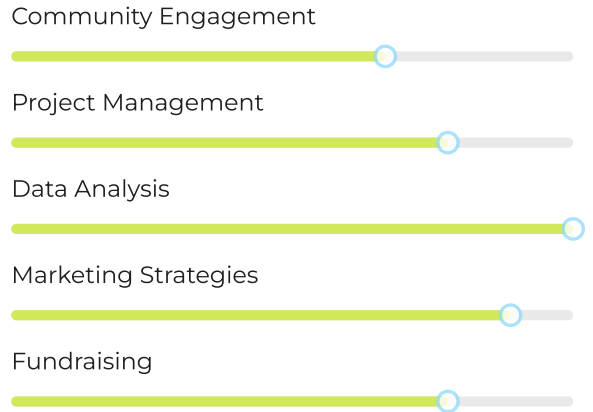 Community Engagement
Project Management
Data Analysis
Marketing Strategies
Fundraising